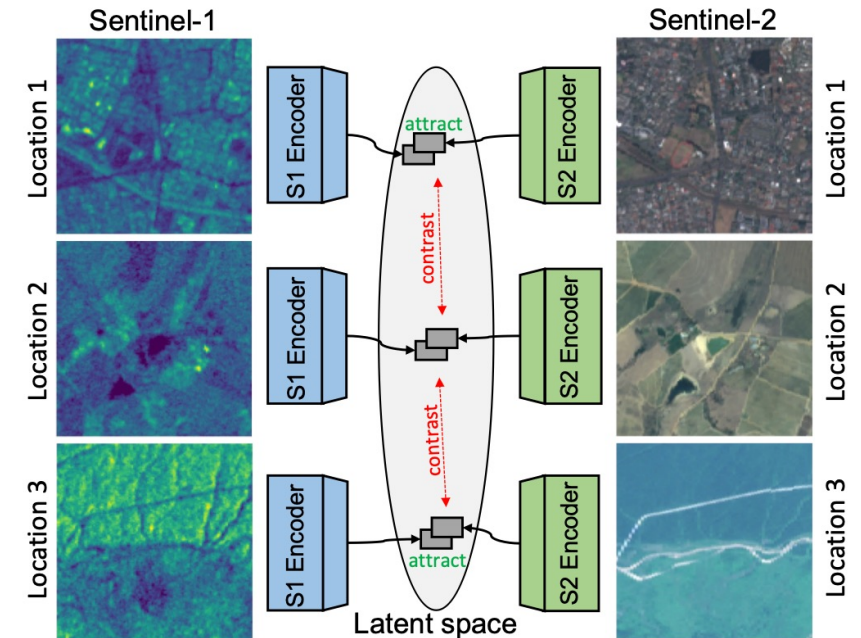 Sentinel-1
Sentinel-2
Location 1
S1 Encoder
attract
S2 Encoder
Location 1
contrast
Location 2
S1 Encoder
S2 Encoder
Location 2
contrast
Location 3
S1 Encoder
attract
S2 Encoder
Location 3
Latent space